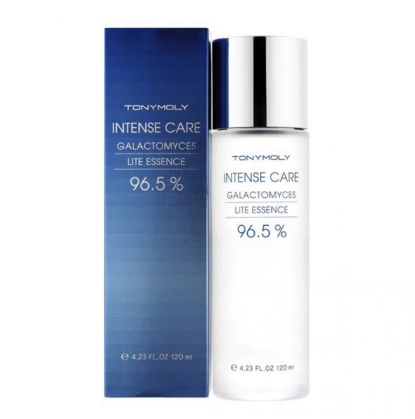 TONYMOLY
INTENSE CARE
GALACTOMYCES
LITE ESSENCE
96.5 %
℮ 4,23 FL,OZ 120 ml
TONYMOLY
INTENSE CARE
GALACTOMYCES
LITE ESSENCE
96.5 %
℮ 4,23 FL,OZ 120 ml